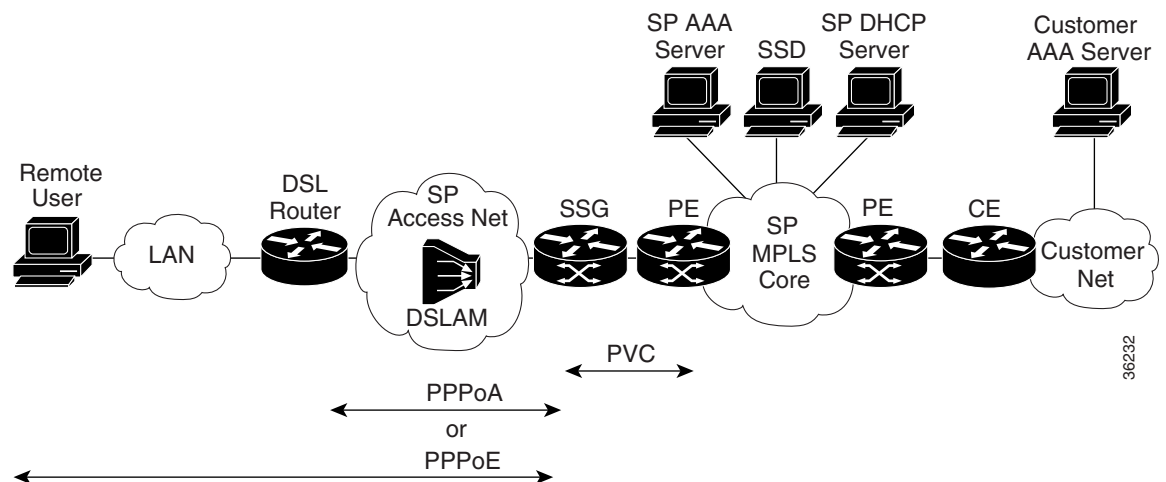 SP AAA
Server
SSD
SP DHCP
Server
Customer
AAA Server
Remote
User
LAN
DSL
Router
SP
Access Net
DSLAM
SSG
PE
SP
MPLS
Core
PE
CE
Customer
Net
PVC
PPPoA
or
PPPoE
36232